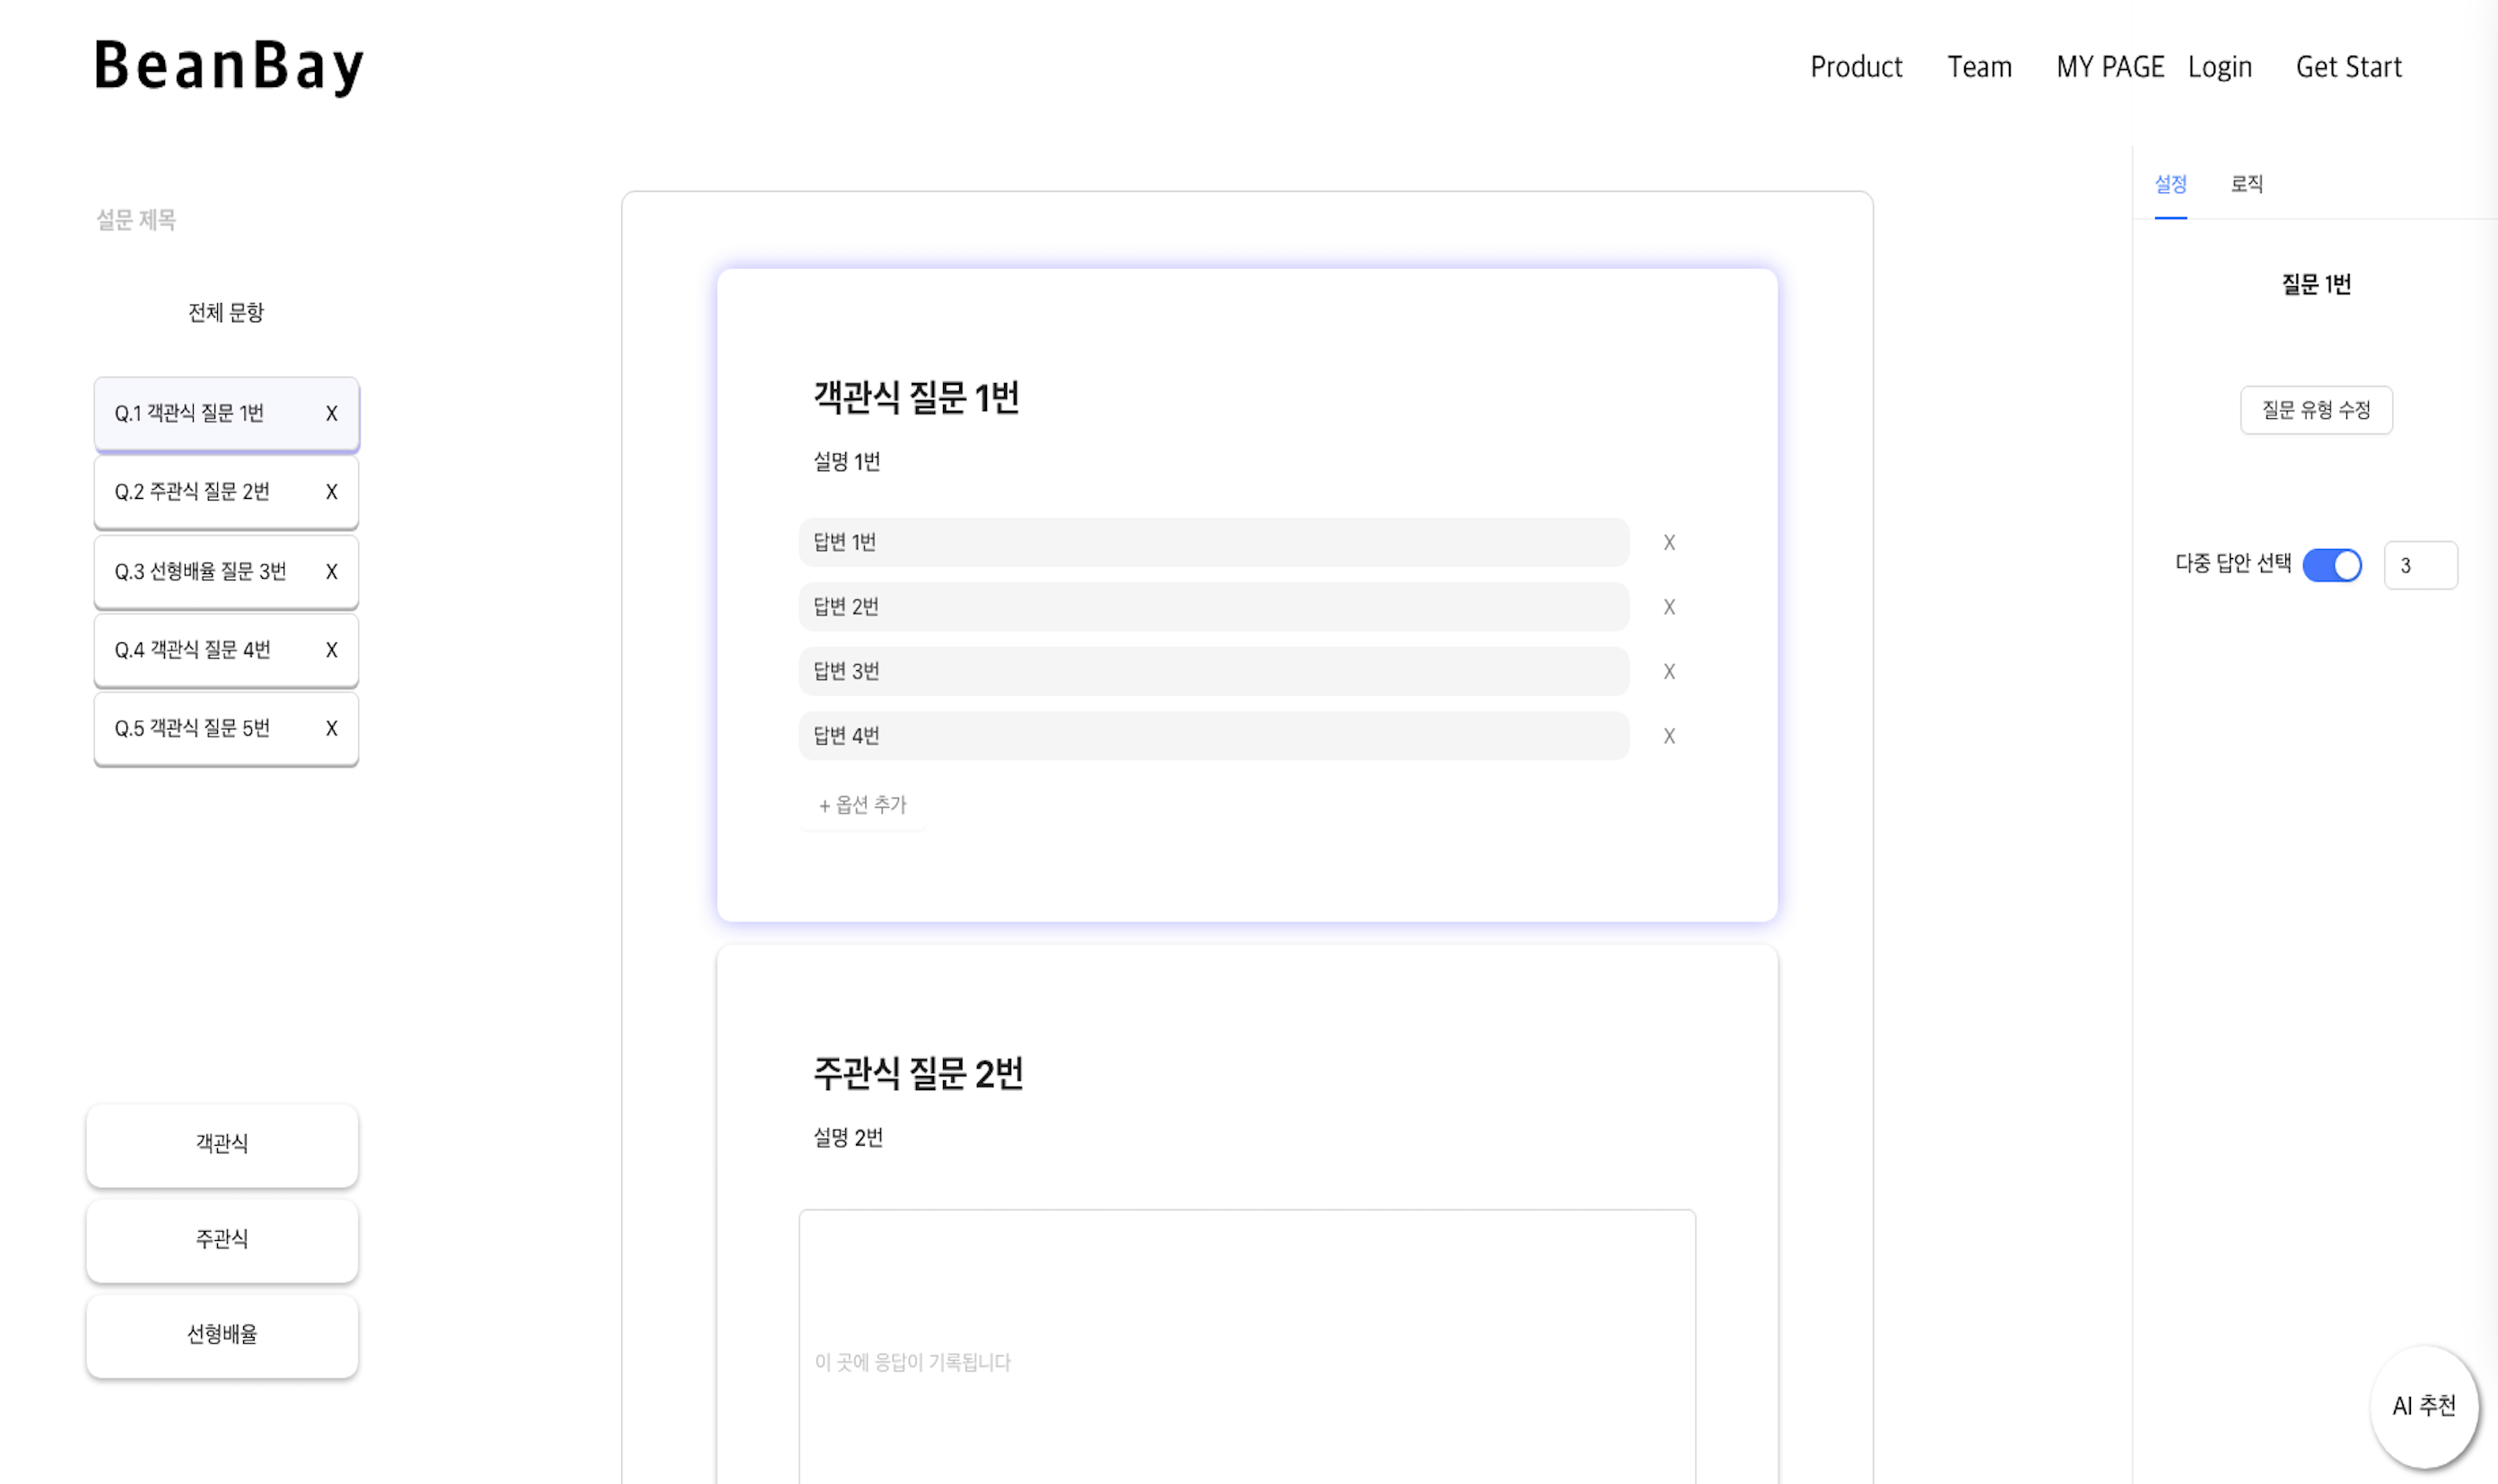 BeanBay
Product Team MY PAGE Login Get Start
설문 제목
전체 문항
Q.1 객관식 질문 1번 X
Q.2 주관식 질문 2번 X
Q.3 선형배율 질문 3번 X
Q.4 객관식 질문 4번 X
Q.5 객관식 질문 5번 X
객관식
주관식
선형배율
객관식 질문 1번
설명 1번
답변 1번 X
답변 2번 X
답변 3번 X
답변 4번 X
+ 옵션 추가
주관식 질문 2번
설명 2번
이 곳에 응답이 기록됩니다
설정 로직
질문 1번
질문 유형 수정
다중 답안 선택 3
AI 추천